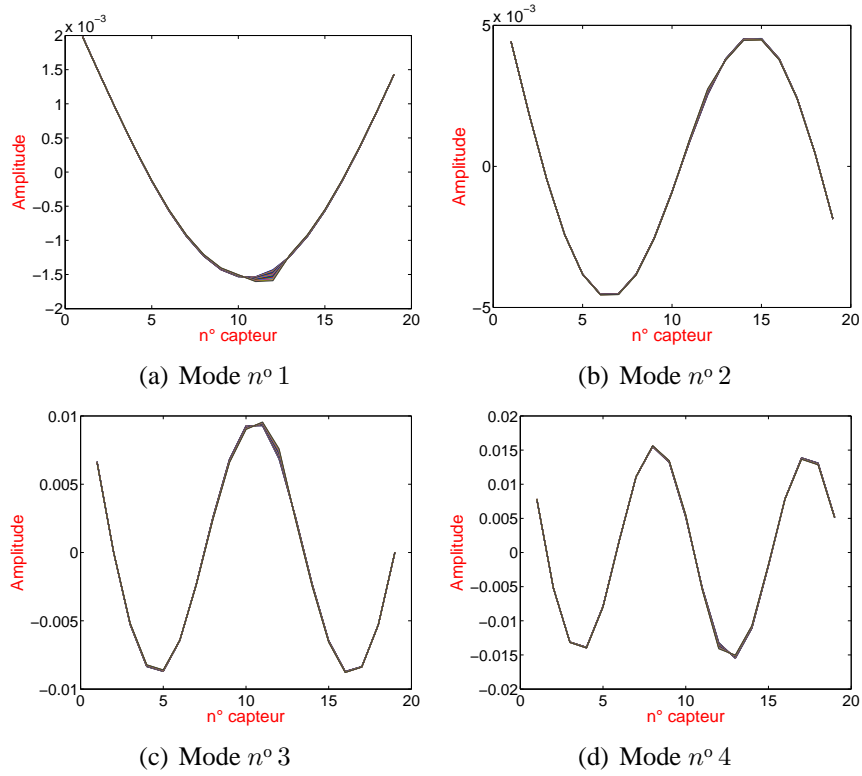 x 10⁻³
2
1.5
1
0.5
0
−0.5
−1
−1.5
−2
0 5 10 15 20
Amplitude
n° capteur
(a) Mode nº 1
x 10⁻³
5
0
−5
0 5 10 15 20
Amplitude
n° capteur
(b) Mode nº 2
0.01
0.005
0
−0.005
−0.01
0 5 10 15 20
Amplitude
n° capteur
(c) Mode nº 3
0.02
0.015
0.01
0.005
0
−0.005
−0.01
−0.015
−0.02
0 5 10 15 20
Amplitude
n° capteur
(d) Mode nº 4